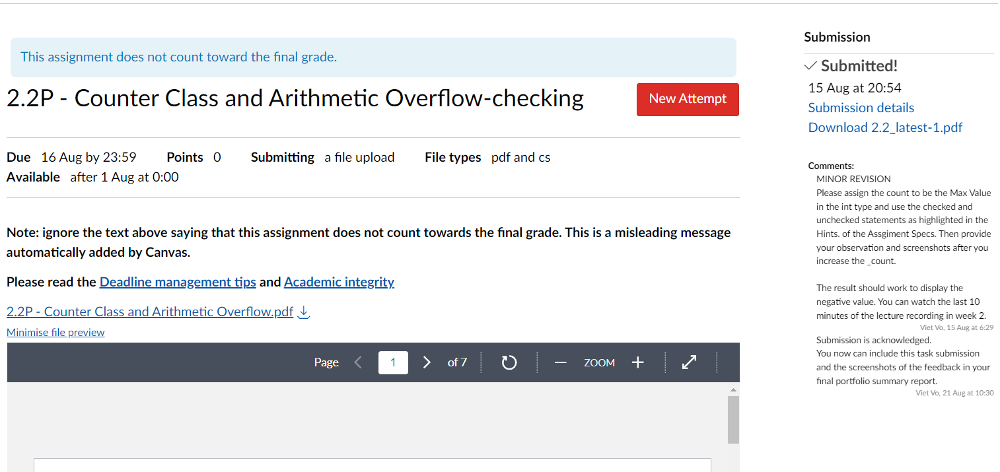 This assignment does not count toward the final grade.
2.2P - Counter Class and Arithmetic Overflow-checking
New Attempt
Due 16 Aug by 23:59 Points 0 Submitting a file upload File types pdf and cs
Available after 1 Aug at 0:00
Note: ignore the text above saying that this assignment does not count towards the final grade. This is a misleading message
automatically added by Canvas.
Please read the Deadline management tips and Academic integrity
2.2P - Counter Class and Arithmetic Overflow.pdf
Minimise file preview
Page 1 of 7 ZOOM
Submission
Submitted!
15 Aug at 20:54
Submission details
Download 2.2_latest-1.pdf
Comments:
MINOR REVISION
Please assign the count to be the Max Value
in the int type and use the checked and
unchecked statements as highlighted in the
Hints. of the Assgiment Specs. Then provide
your observation and screenshots after you
increase the _count.
The result should work to display the
negative value. You can watch the last 10
minutes of the lecture recording in week 2.
Viet Vo, 15 Aug at 6:29
Submission is acknowledged.
You now can include this task submission
and the screenshots of the feedback in your
final portfolio summary report.
Viet Vo, 21 Aug at 10:30